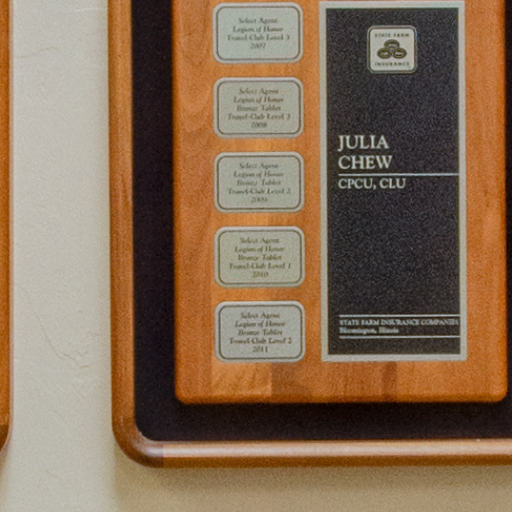 Select Agent
Legion of Honor
Travel-Club Level 3
2007
Select Agent
Legion of Honor
Bronze Tablet
Travel-Club Level 3
2008
Select Agent
Legion of Honor
Bronze Tablet
Travel-Club Level 2
2009
Select Agent
Legion of Honor
Bronze Tablet
Travel-Club Level 1
2010
Select Agent
Legion of Honor
Bronze Tablet
Travel-Club Level 2
2011
STATE FARM
INSURANCE
JULIA
CHEW
CPCU, CLU
STATE FARM INSURANCE COMPANIES
Bloomington, Illinois